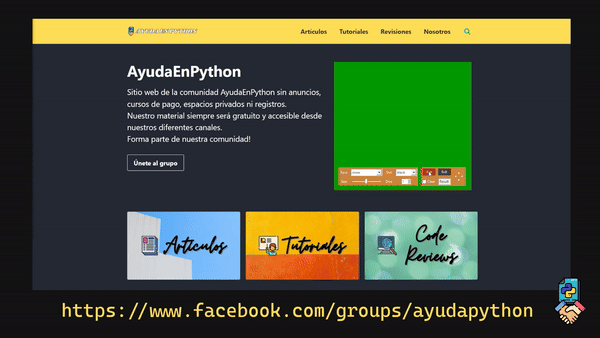 AYUDAENPYTHON
Artículos Tutoriales Revisiones Nosotros
AyudaEnPython
Sitio web de la comunidad AyudaEnPython sin anuncios,
cursos de pago, espacios privados ni registros.
Nuestro material siempre será gratuito y accesible desde
nuestros diferentes canales.
Forma parte de nuestra comunidad!
Únete al grupo
Artículos
Tutoriales
Code
Reviews
https://www.facebook.com/groups/ayudapython